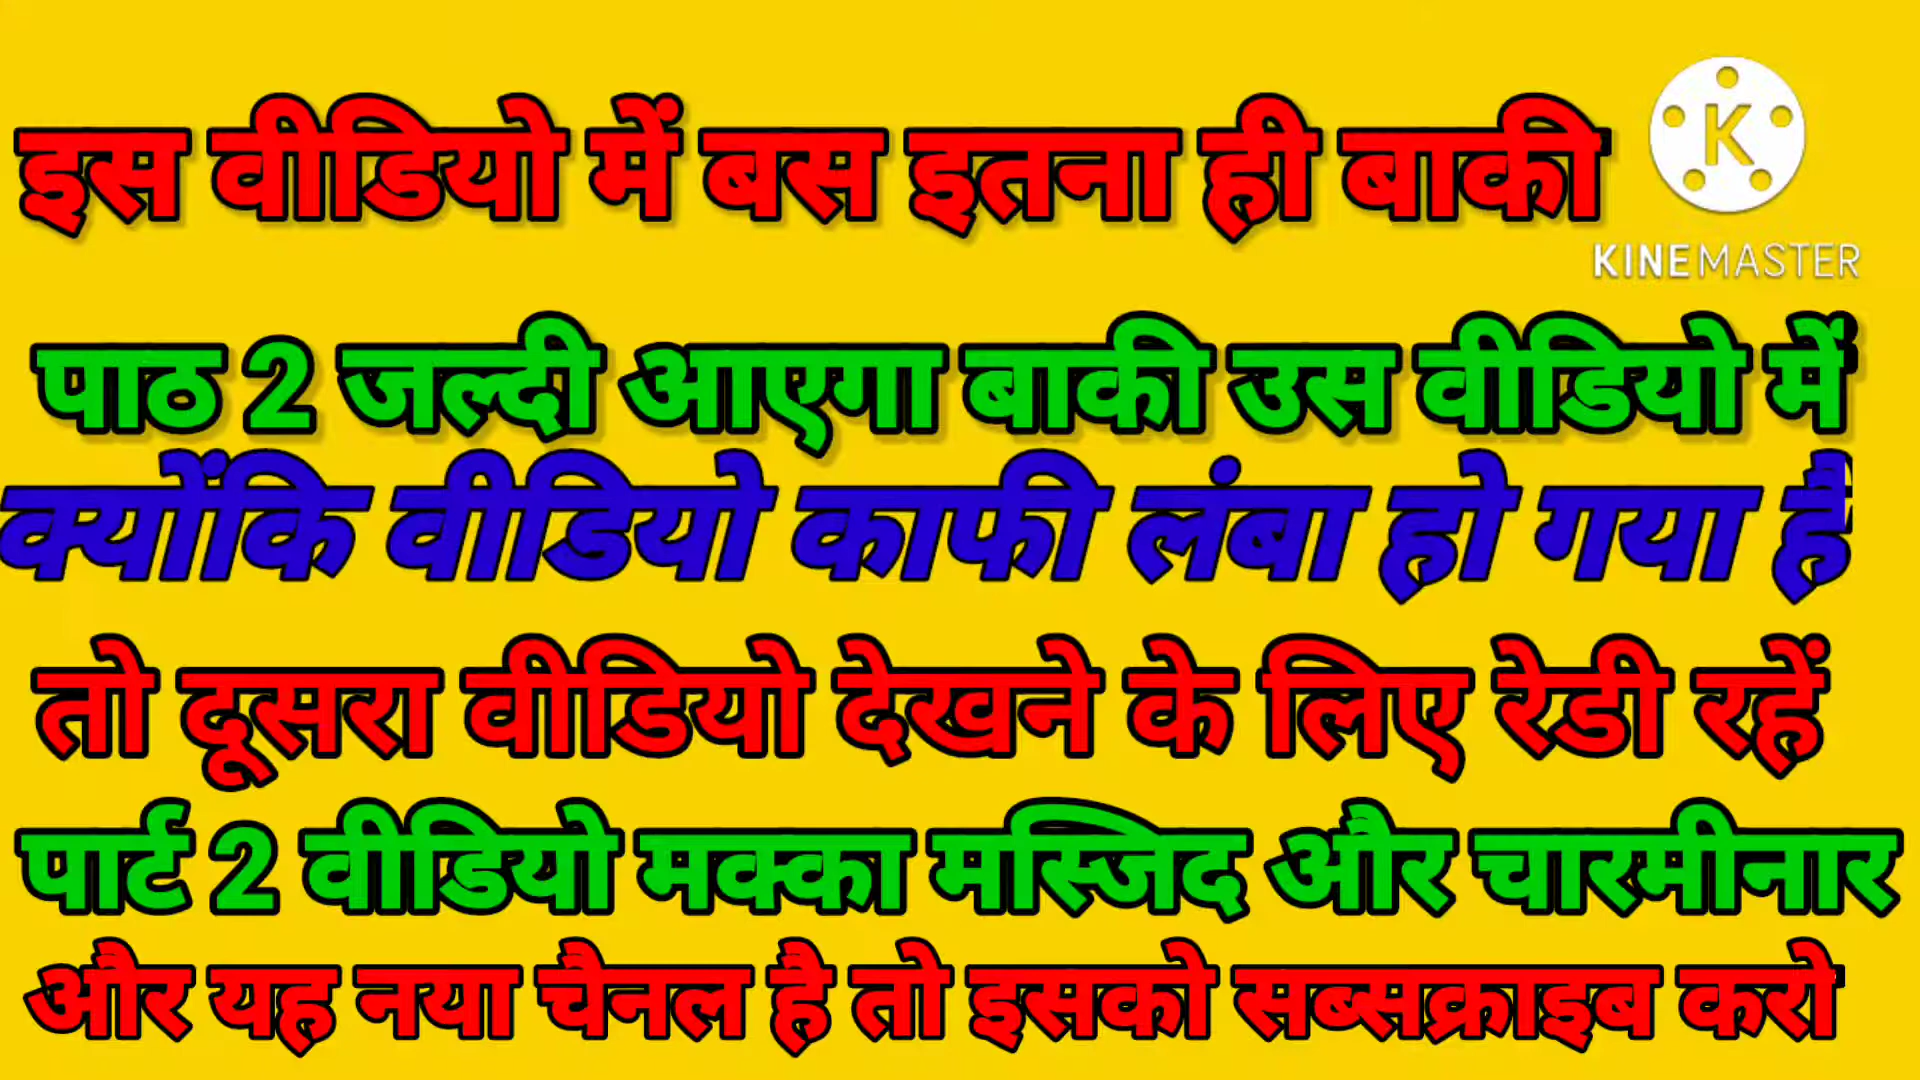 इस वीडियो में बस इतना ही बाकी
K
KINEMASTER
पाठ 2 जल्दी आएगा बाकी उस वीडियो में
क्योंकि वीडियो काफी लंबा हो गया है
तो दूसरा वीडियो देखने के लिए रेडी रहें
पार्ट 2 वीडियो मक्का मस्जिद और चारमीनार
और यह नया चैनल है तो इसको सब्सक्राइब करो